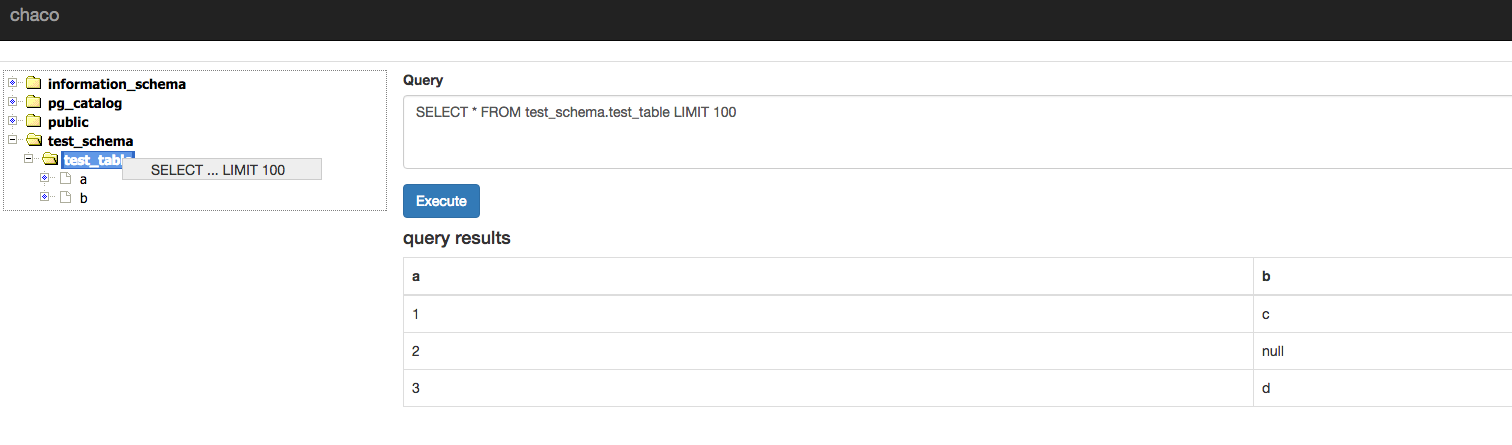 chaco
information_schema
pg_catalog
public
test_schema
test_table
SELECT ... LIMIT 100
a
b
Query
SELECT * FROM test_schema.test_table LIMIT 100
Execute
query results
a b
1 c
2 null
3 d